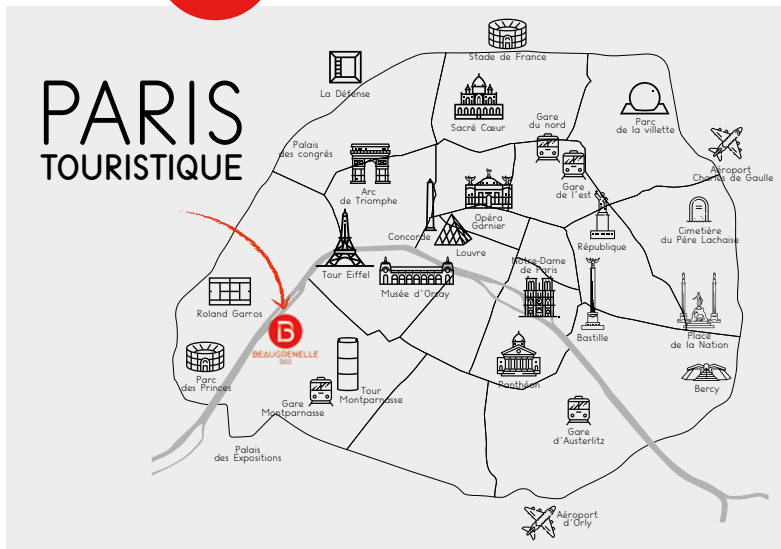 PARIS
TOURISTIQUE
Stade de France
La Défense
Sacré Cœur
Gare
du nord
Parc
de la villette
Palais
des congrès
Aéroport
Charles de Gaulle
Arc
de Triomphe
Gare
de l'est
Opéra
Garnier
Concorde
Louvre
République
Cimetière
du Père Lachaise
Tour Eiffel
Musée d'Orsay
Notre-Dame
de Paris
Roland Garros
B
BEAUGRENELLE
Bastille
Place
de la Nation
Parc
des Princes
Panthéon
Bercy
Tour
Montparnasse
Gare
Montparnasse
Gare
d'Austerlitz
Palais
des Expositions
Aéroport
d'Orly